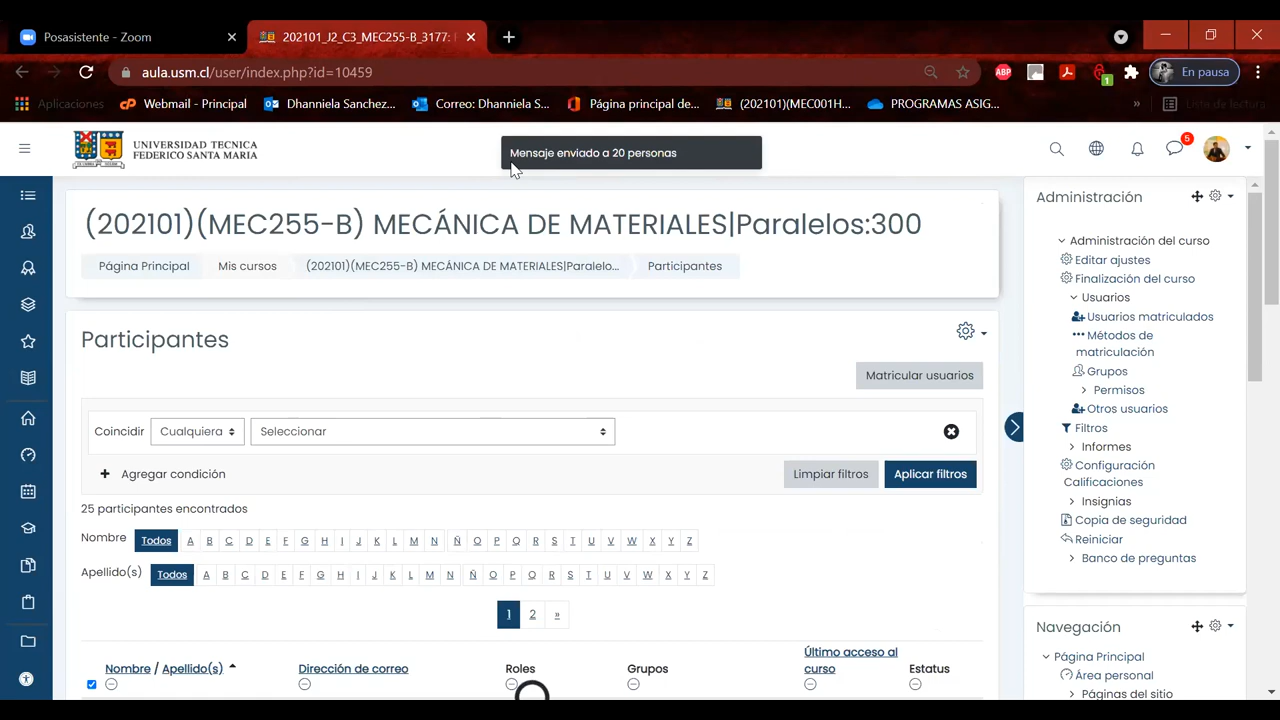 Posasistente - Zoom
202101_J2_C3_MEC255-B_3177:
aula.usm.cl/user/index.php?id=10459
ABP
1
En pausa
Aplicaciones
Webmail - Principal
Dhanniela Sanchez...
Correo: Dhanniela S...
Página principal de...
(202101)(MEC001H...
PROGRAMAS ASIG...
»
Lista de lectura
UNIVERSIDAD TECNICA
FEDERICO SANTA MARIA
Mensaje enviado a 20 personas
5
(202101)(MEC255-B) MECÁNICA DE MATERIALES|Paralelos:300
Página Principal
Mis cursos
(202101)(MEC255-B) MECÁNICA DE MATERIALES|Paralelo...
Participantes
Participantes
Matricular usuarios
Coincidir
Cualquiera
Seleccionar
Agregar condición
Limpiar filtros
Aplicar filtros
25 participantes encontrados
Nombre Todos A B C D E F G H I J K L M N Ñ O P Q R S T U V W X Y Z
Apellido(s) Todos A B C D E F G H I J K L M N Ñ O P Q R S T U V W X Y Z
1 2 »
Nombre / Apellido(s)
Dirección de correo
Roles
Grupos
Último acceso al
curso
Estatus
Administración
Administración del curso
Editar ajustes
Finalización del curso
Usuarios
Usuarios matriculados
Métodos de
matriculación
Grupos
Permisos
Otros usuarios
Filtros
Informes
Configuración
Calificaciones
Insignias
Copia de seguridad
Reiniciar
Banco de preguntas
Navegación
Página Principal
Área personal
Páginas del sitio